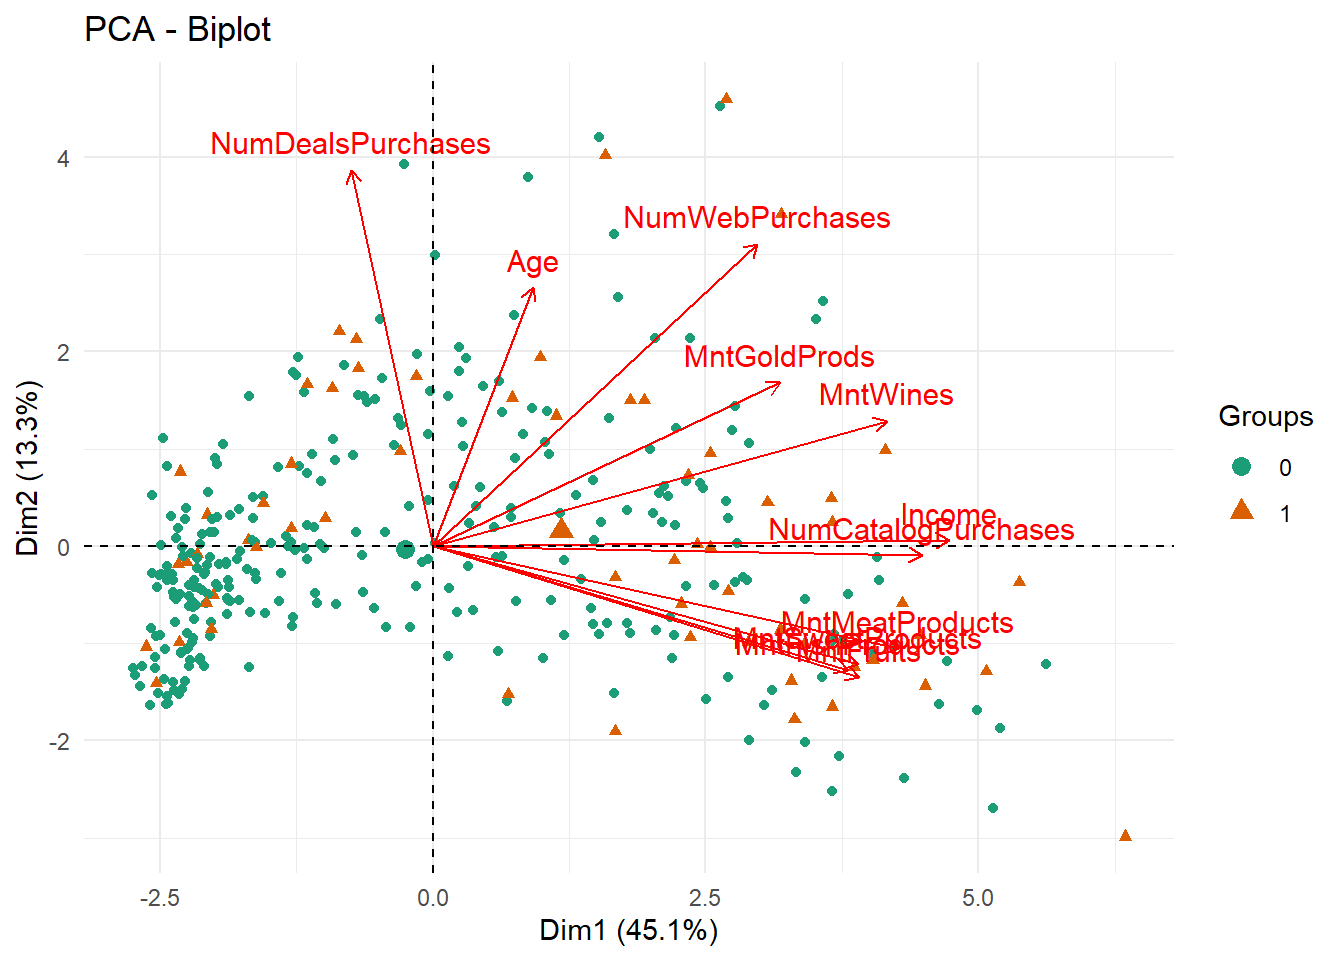 PCA - Biplot
NumDealsPurchases
NumWebPurchases
Age
MntGoldProds
MntWines
Income
NumCatalogPurchases
MntMeatProducts
MntSweetProducts
MntFishProducts
MntFruits
4
2
0
-2
-2.5
0.0
2.5
5.0
Dim1 (45.1%)
Dim2 (13.3%)
Groups
0
1